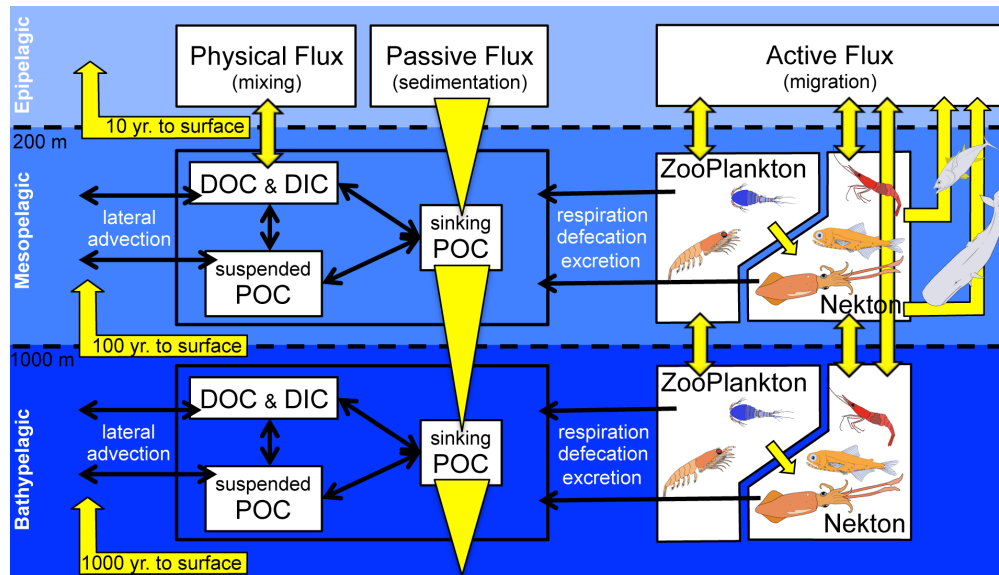 Epipelagic
Physical Flux
(mixing)
Passive Flux
(sedimentation)
Active Flux
(migration)
10 yr. to surface
200 m
Mesopelagic
DOC & DIC
lateral
advection
suspended
POC
sinking
POC
respiration
defecation
excretion
ZooPlankton
Nekton
100 yr. to surface
1000 m
Bathypelagic
DOC & DIC
lateral
advection
suspended
POC
sinking
POC
respiration
defecation
excretion
ZooPlankton
Nekton
1000 yr. to surface